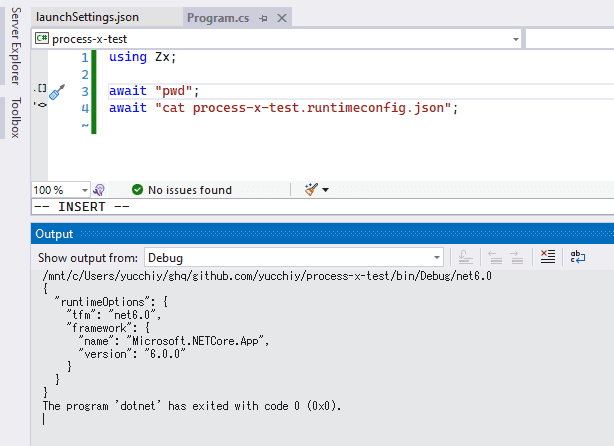 Server Explorer
Toolbox
launchSettings.json
Program.cs
C# process-x-test
1 using Zx;
2
3 await "pwd";
4 await "cat process-x-test.runtimeconfig.json";
~
.[]
'<>
100 %
No issues found
-- INSERT --
Output
Show output from: Debug
ab
/mnt/c/Users/yucchiy/ghq/github.com/yucchiy/process-x-test/bin/Debug/net6.0
{
  "runtimeOptions": {
    "tfm": "net6.0",
    "framework": {
      "name": "Microsoft.NETCore.App",
      "version": "6.0.0"
    }
  }
}
The program 'dotnet' has exited with code 0 (0x0).